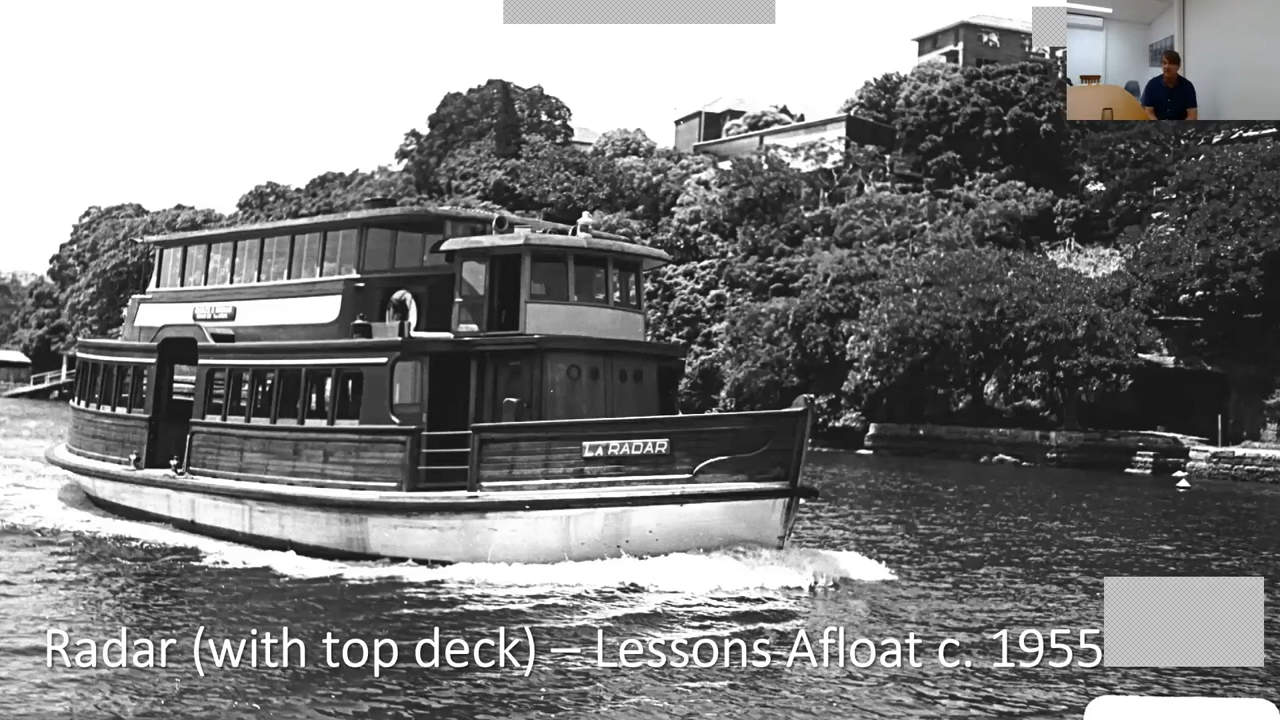 LA RADAR
Radar (with top deck) – Lessons Afloat c. 1955